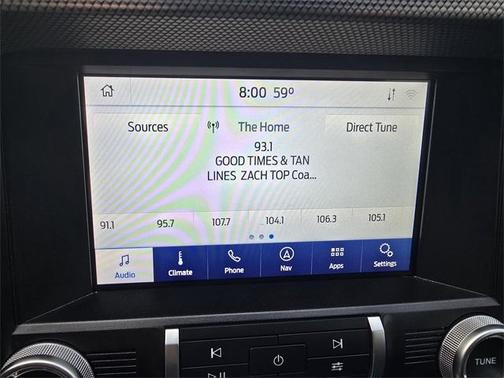 8:00 59°
Sources The Home Direct Tune
93.1
GOOD TIMES & TAN
LINES ZACH TOP Coa...
91.1 95.7 107.7 104.1 106.3 105.1
Audio Climate Phone Nav Apps Settings
TUNE